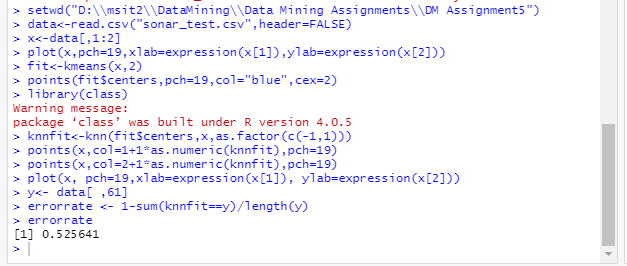 > setwd("D:\\msit2\\DataMining\\Data Mining Assignments\\DM Assignment5")
> data<-read.csv("sonar_test.csv",header=FALSE)
> x<-data[,1:2]
> plot(x,pch=19,xlab=expression(x[1]),ylab=expression(x[2]))
> fit<-kmeans(x,2)
> points(fit$centers,pch=19,col="blue",cex=2)
> library(class)
Warning message:
package ‘class’ was built under R version 4.0.5
> knnfit<-knn(fit$centers,x,as.factor(c(-1,1)))
> points(x,col=1+1*as.numeric(knnfit),pch=19)
> points(x,col=2+1*as.numeric(knnfit),pch=19)
> plot(x, pch=19,xlab=expression(x[1]), ylab=expression(x[2]))
> y<- data[ ,61]
> errorrate <- 1-sum(knnfit==y)/length(y)
> errorrate
[1] 0.525641
>